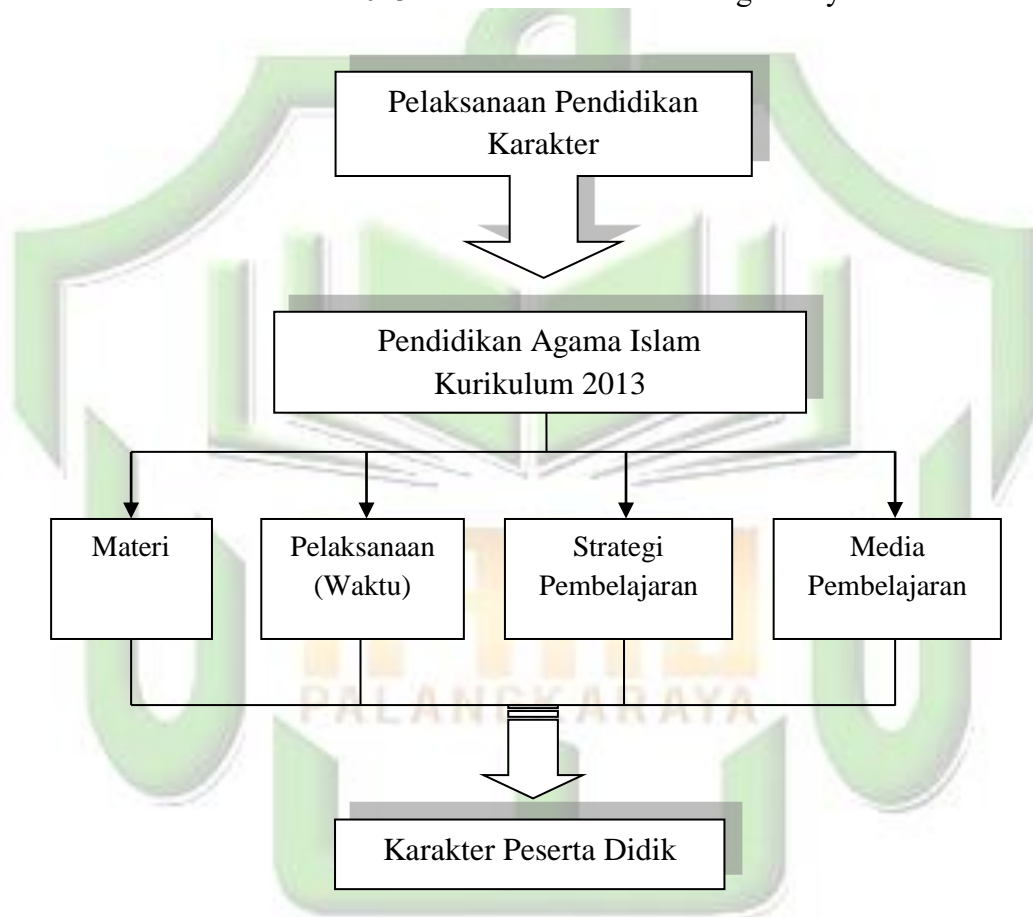 Pelaksanaan Pendidikan
Karakter
Pendidikan Agama Islam
Kurikulum 2013
Materi
Pelaksanaan
(Waktu)
Strategi
Pembelajaran
Media
Pembelajaran
PALANGKARAYA
Karakter Peserta Didik